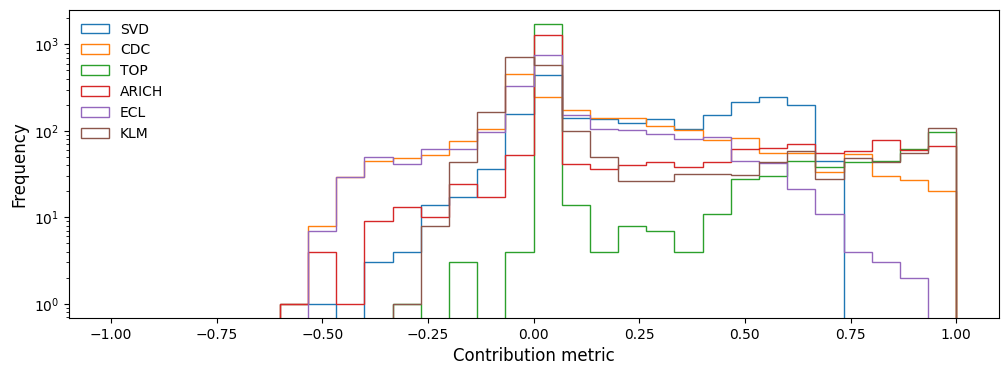 SVD
CDC
TOP
ARICH
ECL
KLM
Frequency
10³
10²
10¹
10⁰
−1.00 −0.75 −0.50 −0.25 0.00 0.25 0.50 0.75 1.00
Contribution metric